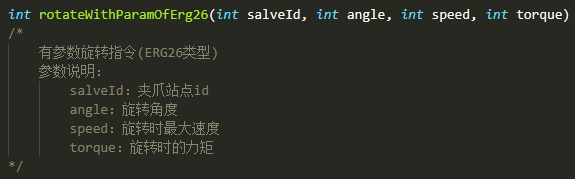 int rotateWithParamOfErg26(int salveId, int angle, int speed, int torque)
/*
有参数旋转指令(ERG26类型)
参数说明:
salveId: 夹爪站点id
angle: 旋转角度
speed: 旋转时最大速度
torque: 旋转时的力矩
*/